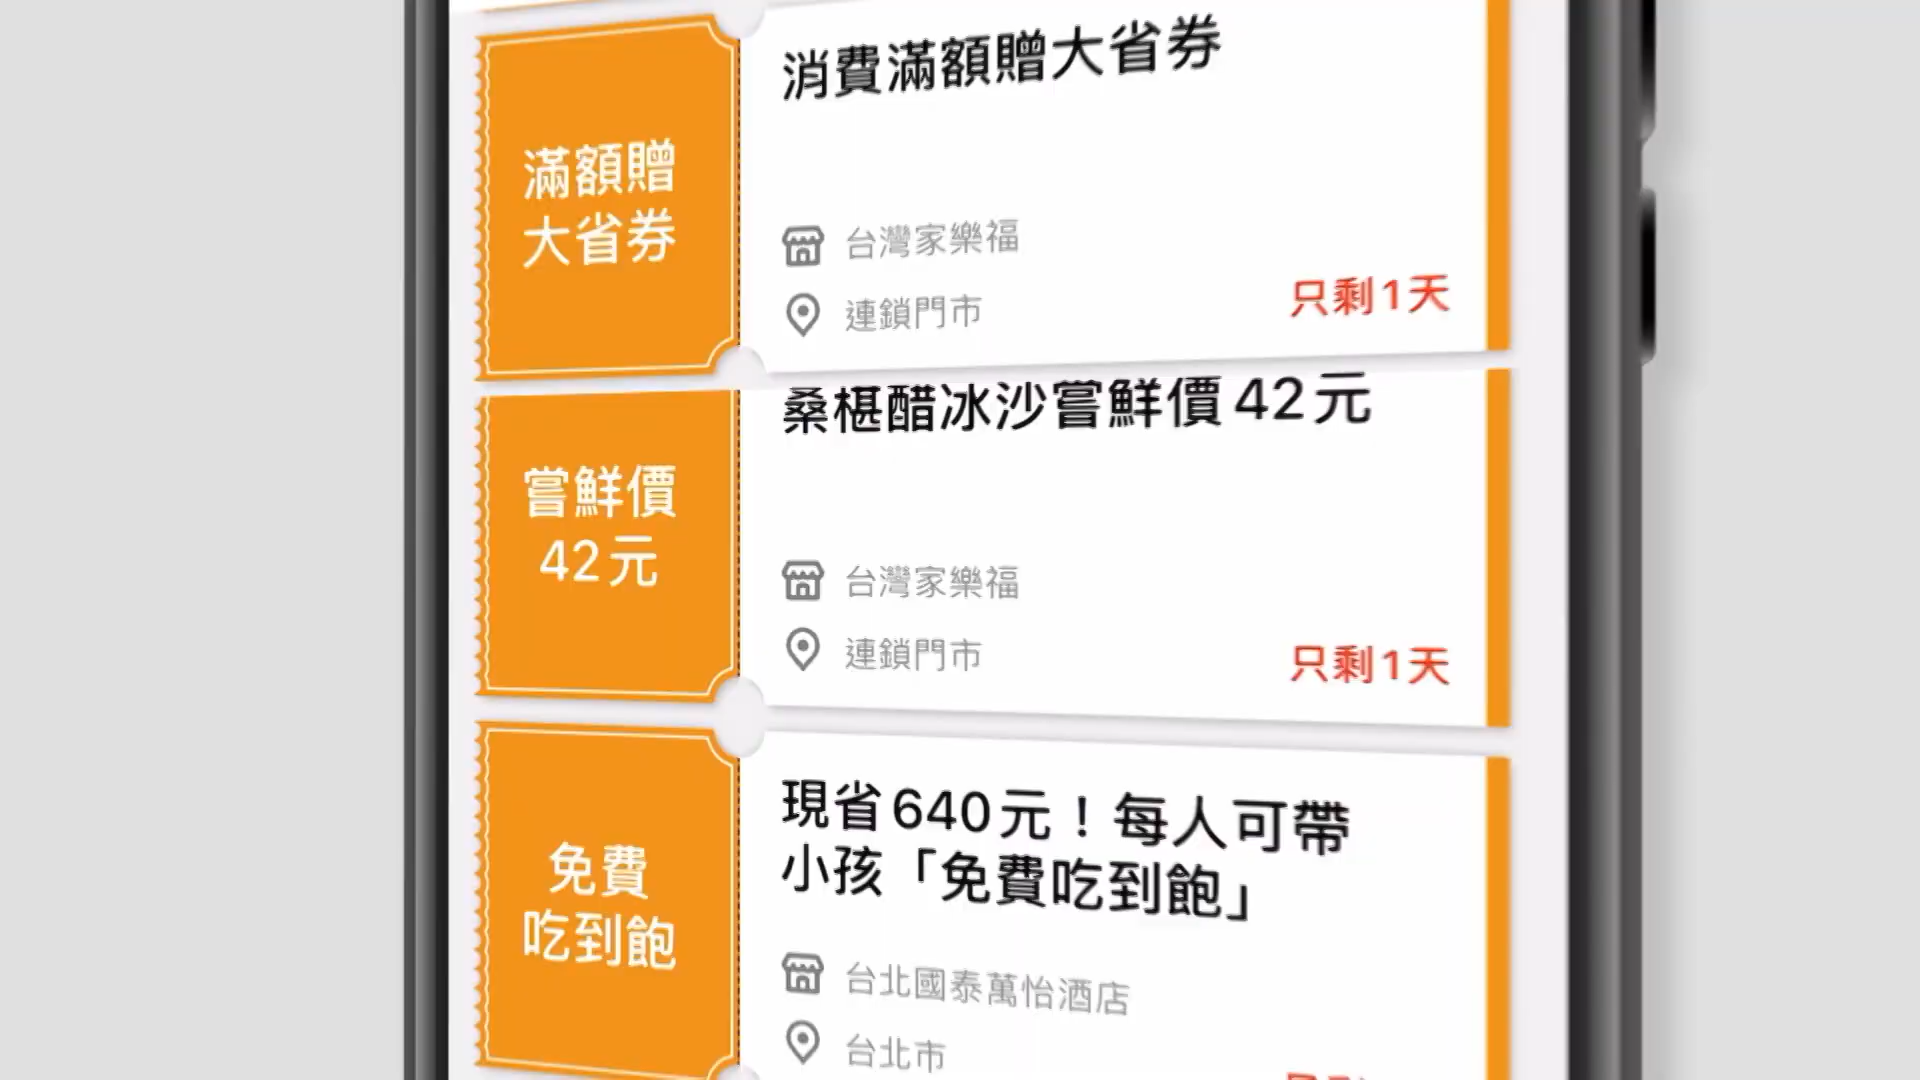 滿額贈
大省券
消費滿額贈大省券
台灣家樂福
連鎖門市
只剩1天
嘗鮮價
42元
桑椹醋冰沙嘗鮮價42元
台灣家樂福
連鎖門市
只剩1天
免費
吃到飽
現省640元！每人可帶
小孩「免費吃到飽」
台北國泰萬怡酒店
台北市